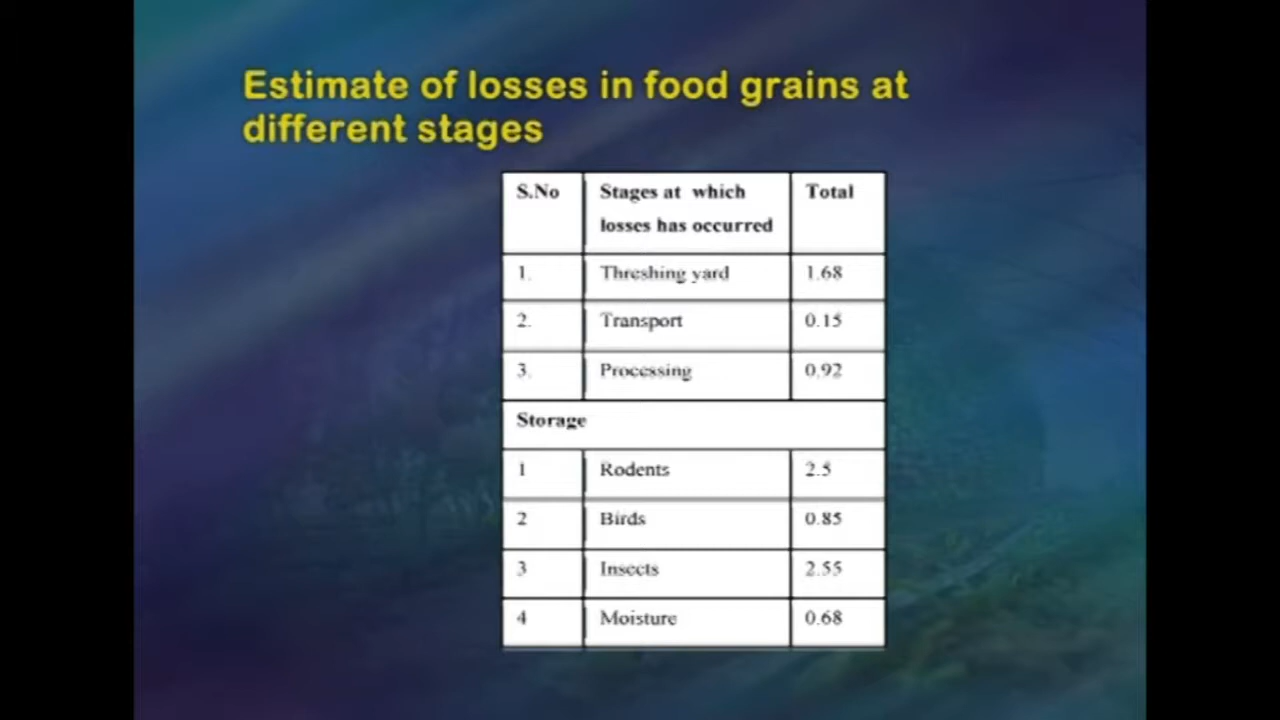 Estimate of losses in food grains at
different stages
S.No Stages at which Total
losses has occurred
1. Threshing yard 1.68
2. Transport 0.15
3. Processing 0.92
Storage
1 Rodents 2.5
2 Birds 0.85
3 Insects 2.55
4 Moisture 0.68